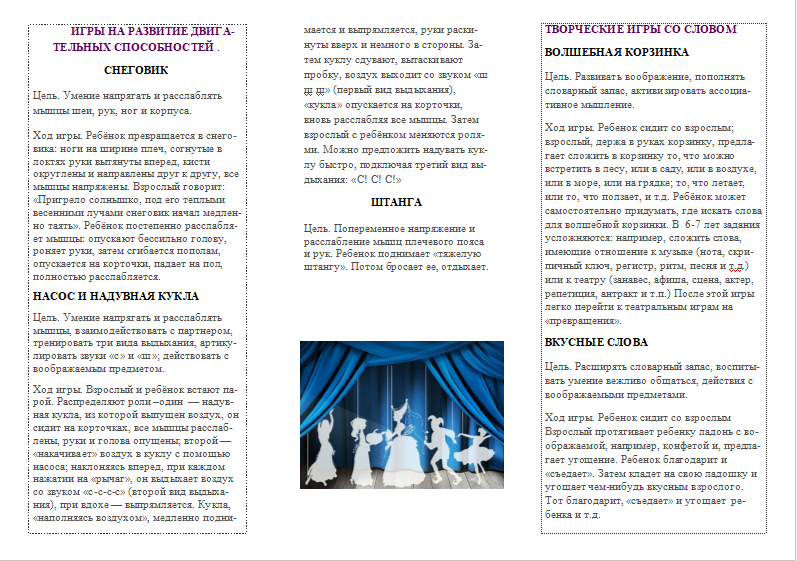 ИГРЫ НА РАЗВИТИЕ ДВИГА-
ТЕЛЬНЫХ СПОСОБНОСТЕЙ .
СНЕГОВИК
Цель. Умение напрягать и расслаблять
мышцы шеи, рук, ног и корпуса.
Ход игры. Ребёнок превращается в снего-
вика: ноги на ширине плеч, согнутые в
локтях руки вытянуты вперед, кисти
округлены и направлены друг к другу, все
мышцы напряжены. Взрослый говорит:
«Пригрело солнышко, под его теплыми
весенними лучами снеговик начал медлен-
но таять». Ребёнок постепенно расслабля-
ет мышцы: опускают бессильно голову,
роняет руки, затем сгибается пополам,
опускается на корточки, падает на пол,
полностью расслабляется.
НАСОС И НАДУВНАЯ КУКЛА
Цель. Умение напрягать и расслаблять
мышцы, взаимодействовать с партнером,
тренировать три вида выдыхания, артику-
лировать звуки «с» и «ш»; действовать с
воображаемым предметом.
Ход игры. Взрослый и ребёнок встают па-
рой. Распределяют роли –один — надув-
ная кукла, из которой выпущен воздух, он
сидит на корточках, все мышцы расслаб-
лены, руки и голова опущены; второй —
«накачивает» воздух в куклу с помощью
насоса; наклоняясь вперед, при каждом
нажатии на «рычаг», он выдыхает воздух
со звуком «с-с-с-с» (второй вид выдыха-
ния), при вдохе — выпрямляется. Кукла,
«наполняясь воздухом», медленно подни-
мается и выпрямляется, руки раски-
нуты вверх и немного в стороны. За-
тем куклу сдувают, вытаскивают
пробку, воздух выходит со звуком «ш
ш ш» (первый вид выдыхания),
«кукла» опускается на корточки,
вновь расслабляя все мышцы. Затем
взрослый с ребёнком меняются роля-
ми. Можно предложить надувать кук-
лу быстро, подключая третий вид вы-
дыхания: «С! С! С!»
ШТАНГА
Цель. Попеременное напряжение и
расслабление мышц плечевого пояса
и рук. Ребенок поднимает «тяжелую
штангу». Потом бросает ее, отдыхает.
ТВОРЧЕСКИЕ ИГРЫ СО СЛОВОМ
ВОЛШЕБНАЯ КОРЗИНКА
Цель. Развивать воображение, пополнять
словарный запас, активизировать ассоциа-
тивное мышление.
Ход игры. Ребенок сидит со взрослым;
взрослый, держа в руках корзинку, предла-
гает сложить в корзинку то, что можно
встретить в лесу, или в саду, или в воздухе,
или в море, или на грядке; то, что летает,
или то, что ползает, и т.д. Ребёнок может
самостоятельно придумать, где искать слова
для волшебной корзинки. В 6-7 лет задания
усложняются: например, сложить слова,
имеющие отношение к музыке (нота, скри-
пичный ключ, регистр, ритм, песня и т.д.)
или к театру (занавес, афиша, сцена, актер,
репетиция, антракт и т.п.) После этой игры
легко перейти к театральным играм на
«превращения».
ВКУСНЫЕ СЛОВА
Цель. Расширять словарный запас, воспиты-
вать умение вежливо общаться, действия с
воображаемыми предметами.
Ход игры. Ребенок сидит со взрослым
Взрослый протягивает ребенку ладонь с во-
ображаемой, например, конфетой и, предла-
гает угощение. Ребенок благодарит и
«съедает». Затем кладет на свою ладошку и
угощает чем-нибудь вкусным взрослого.
Тот благодарит, «съедает» и угощает ре-
бенка и т.д.